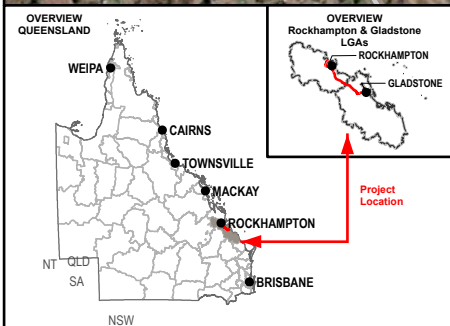 OVERVIEW
QUEENSLAND
WEIPA
CAIRNS
TOWNSVILLE
MACKAY
ROCKHAMPTON
BRISBANE
NT
QLD
SA
NSW
OVERVIEW
Rockhampton & Gladstone
LGAs
ROCKHAMPTON
GLADSTONE
Project
Location